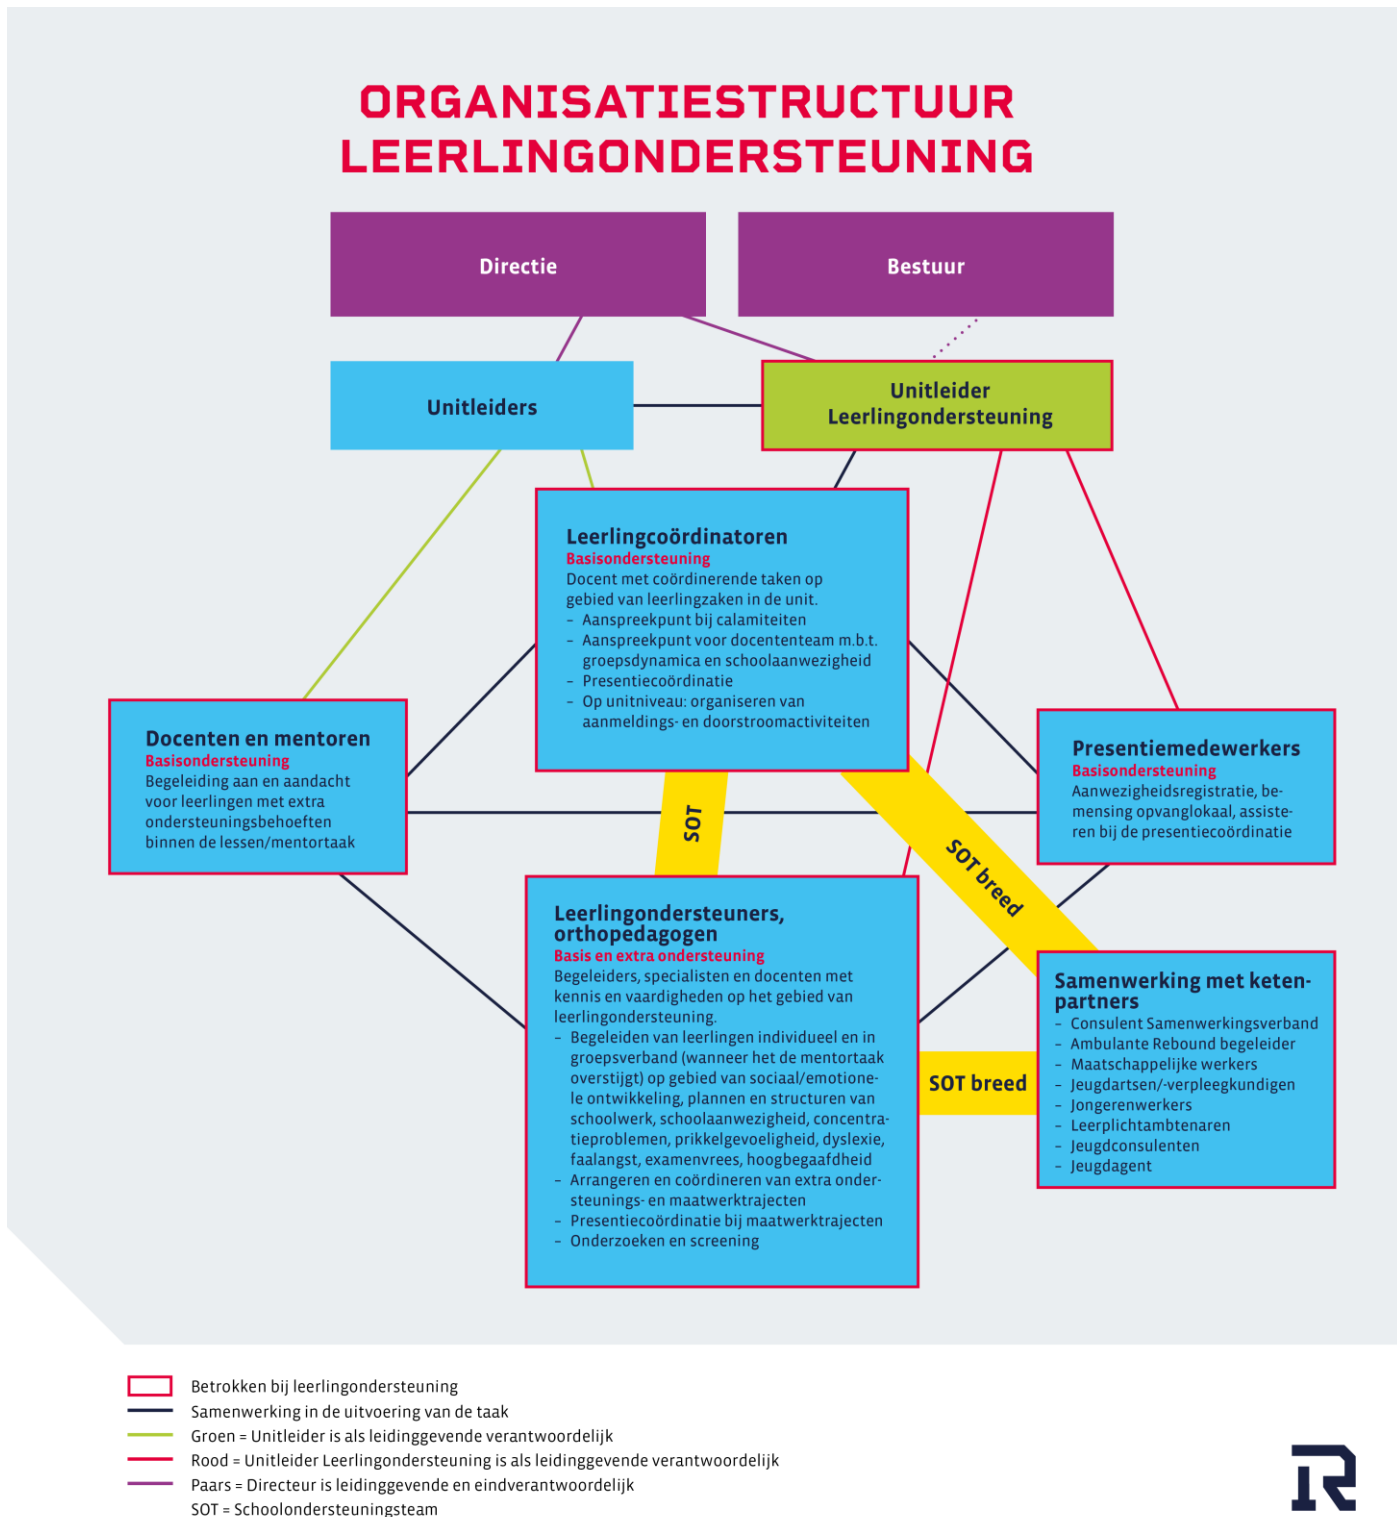 ORGANISATIESTRUCTUUR
LEERLINGONDERSTEUNING
Directie
Bestuur
Unitleiders
Unitleider
Leerlingondersteuning
Leerlingcoördinatoren
Basisondersteuning
Docent met coördinerende taken op
gebied van leerlingzaken in de unit.
– Aanspreekpunt bij calamiteiten
– Aanspreekpunt voor docententeam m.b.t.
groepsdynamica en schoolaanwezigheid
– Presentiecoördinatie
– Op unitniveau: organiseren van
aanmeldings- en doorstroomactiviteiten
Docenten en mentoren
Basisondersteuning
Begeleiding aan en aandacht
voor leerlingen met extra
ondersteuningsbehoeften
binnen de lessen/mentortaak
Presentiemedewerkers
Basisondersteuning
Aanwezigheidsregistratie, be-
mensing opvanglokaal, assiste-
ren bij de presentiecoördinatie
SOT
SOT breed
Leerlingondersteuners,
orthopedagogen
Basis en extra ondersteuning
Begeleiders, specialisten en docenten met
kennis en vaardigheden op het gebied van
leerlingondersteuning.
– Begeleiden van leerlingen individueel en in
groepsverband (wanneer het de mentortaak
overstijgt) op gebied van sociaal/emotione-
le ontwikkeling, plannen en structuren van
schoolwerk, schoolaanwezigheid, concentra-
tieproblemen, prikkelgevoeligheid, dyslexie,
faalangst, examenvrees, hoogbegaafdheid
– Arrangeren en coördineren van extra onder-
steunings- en maatwerktrajecten
– Presentiecoördinatie bij maatwerktrajecten
– Onderzoeken en screening
SOT breed
Samenwerking met keten-
partners
– Consulent Samenwerkingsverband
– Ambulante Rebound begeleider
– Maatschappelijke werkers
– Jeugdartsen/-verpleegkundigen
– Jongerenwerkers
– Leerplichtambtenaren
– Jeugdconsulenten
– Jeugdagent
Betrokken bij leerlingondersteuning
Samenwerking in de uitvoering van de taak
Groen = Unitleider is als leidinggevende verantwoordelijk
Rood = Unitleider Leerlingondersteuning is als leidinggevende verantwoordelijk
Paars = Directeur is leidinggevende en eindverantwoordelijk
SOT = Schoolondersteuningsteam
R